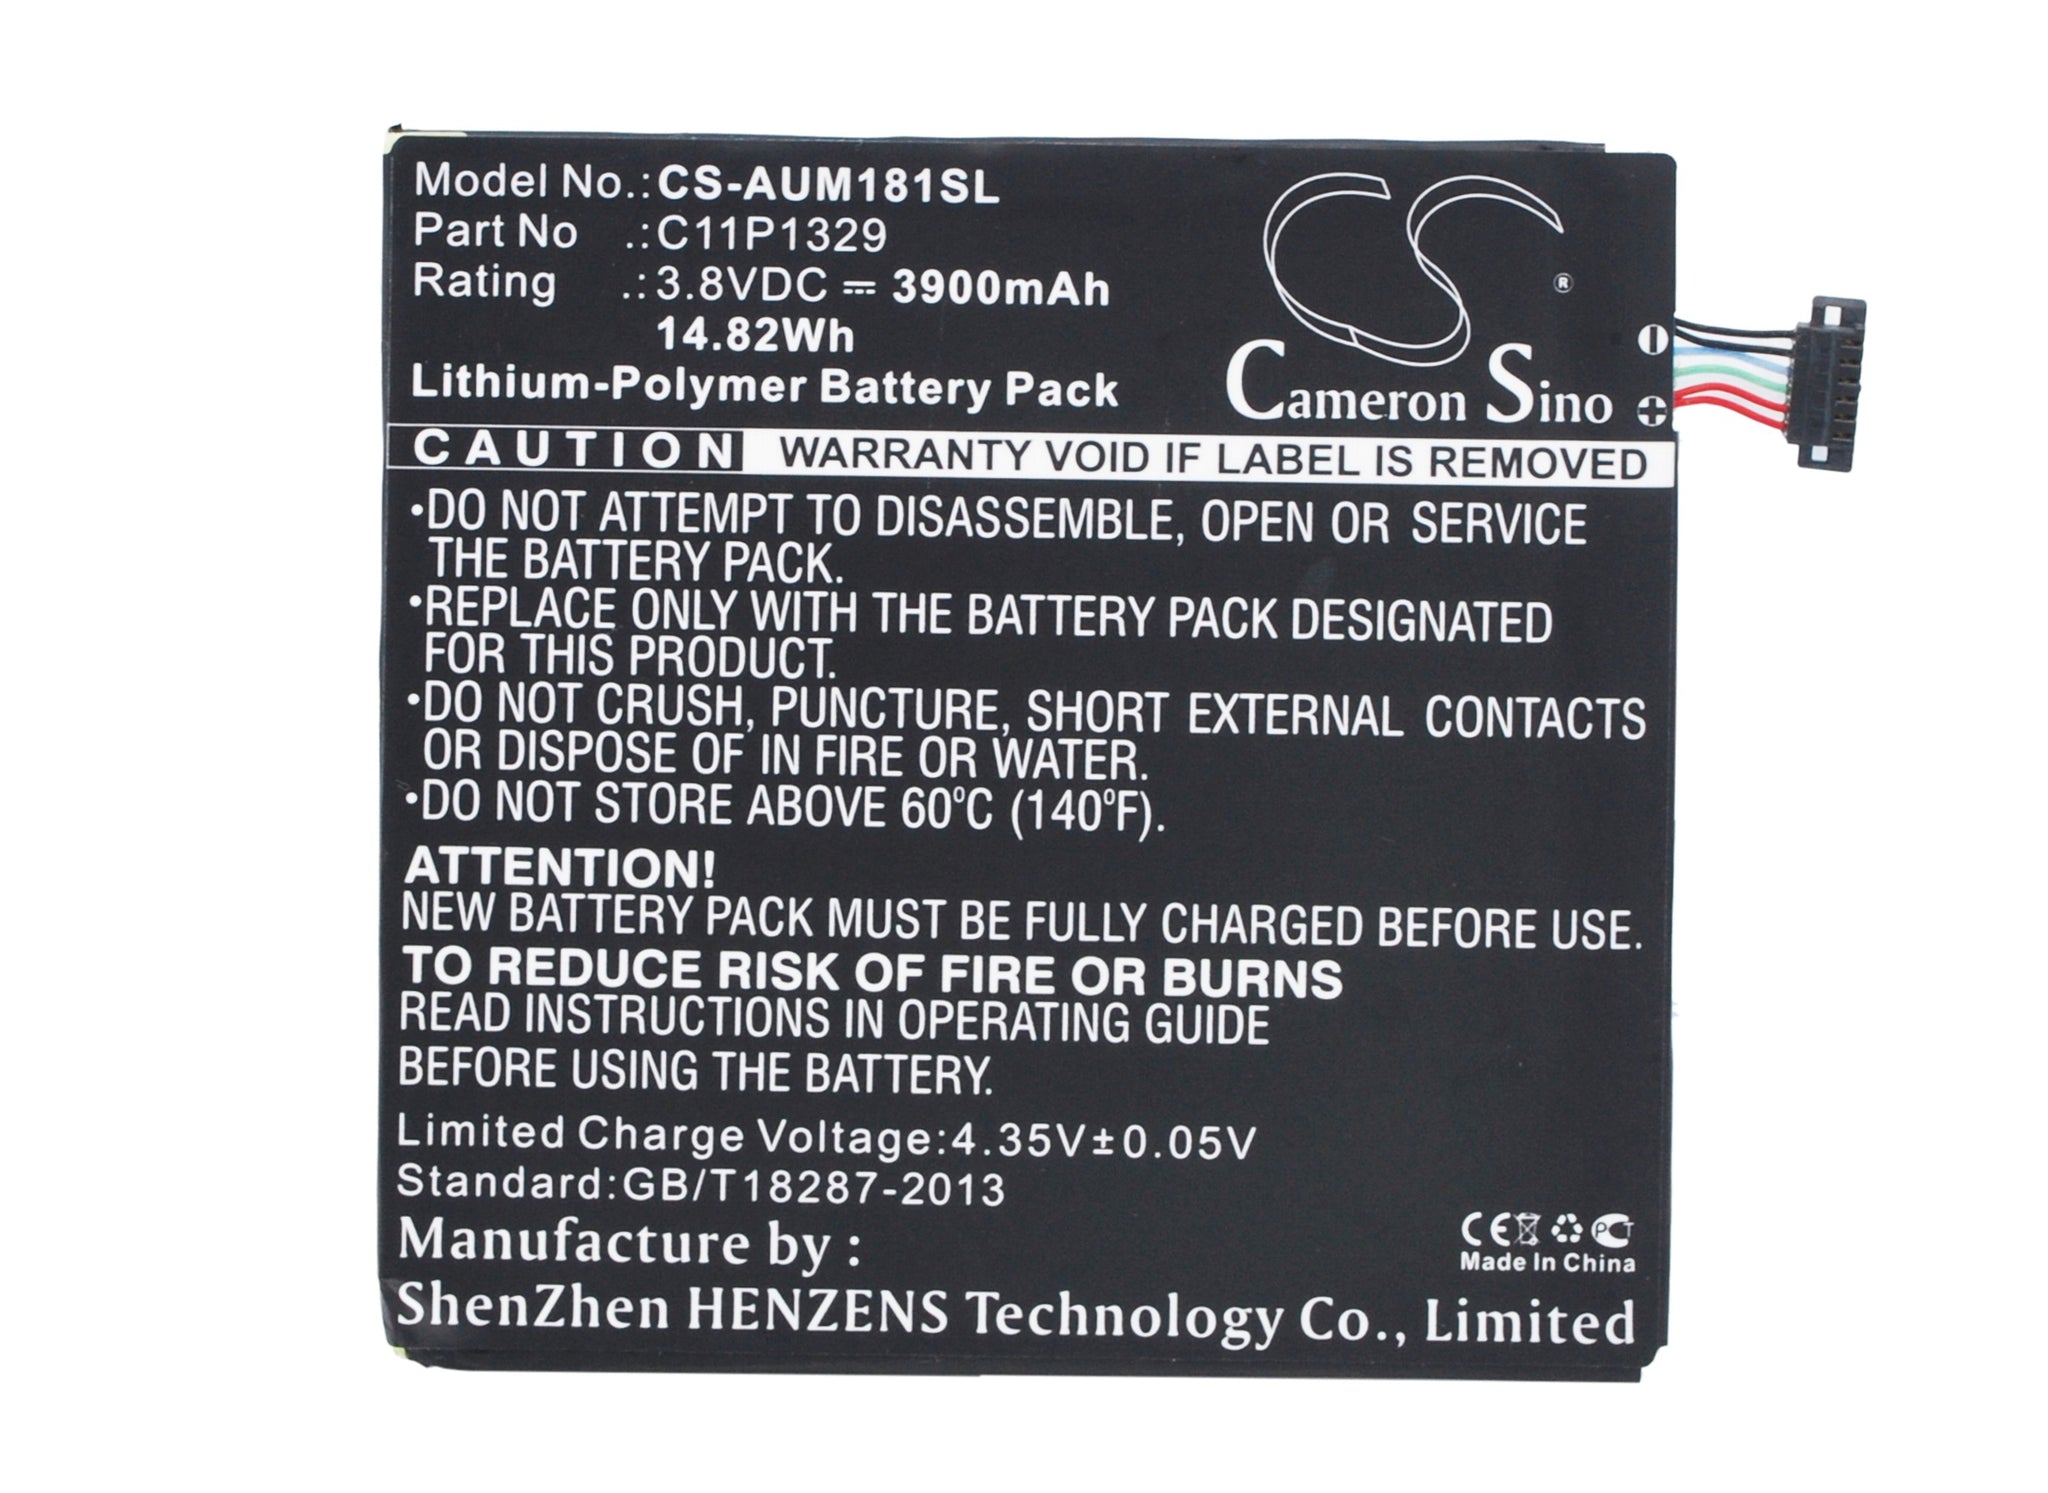 Model No.:CS-AUM181SL
Part No .:C11P1329
Rating .:3.8VDC ⎓ 3900mAh
14.82Wh
Lithium-Polymer Battery Pack
CS
®
Cameron Sino
CAUTION WARRANTY VOID IF LABEL IS REMOVED
•DO NOT ATTEMPT TO DISASSEMBLE, OPEN OR SERVICE
THE BATTERY PACK.
•REPLACE ONLY WITH THE BATTERY PACK DESIGNATED
FOR THIS PRODUCT.
•DO NOT CRUSH, PUNCTURE, SHORT EXTERNAL CONTACTS
OR DISPOSE OF IN FIRE OR WATER.
•DO NOT STORE ABOVE 60°C (140°F).
ATTENTION!
NEW BATTERY PACK MUST BE FULLY CHARGED BEFORE USE.
TO REDUCE RISK OF FIRE OR BURNS
READ INSTRUCTIONS IN OPERATING GUIDE
BEFORE USING THE BATTERY.
Limited Charge Voltage:4.35V±0.05V
Standard:GB/T18287-2013
CE PCT
Made In China
Manufacture by :
ShenZhen HENZENS Technology Co., Limited